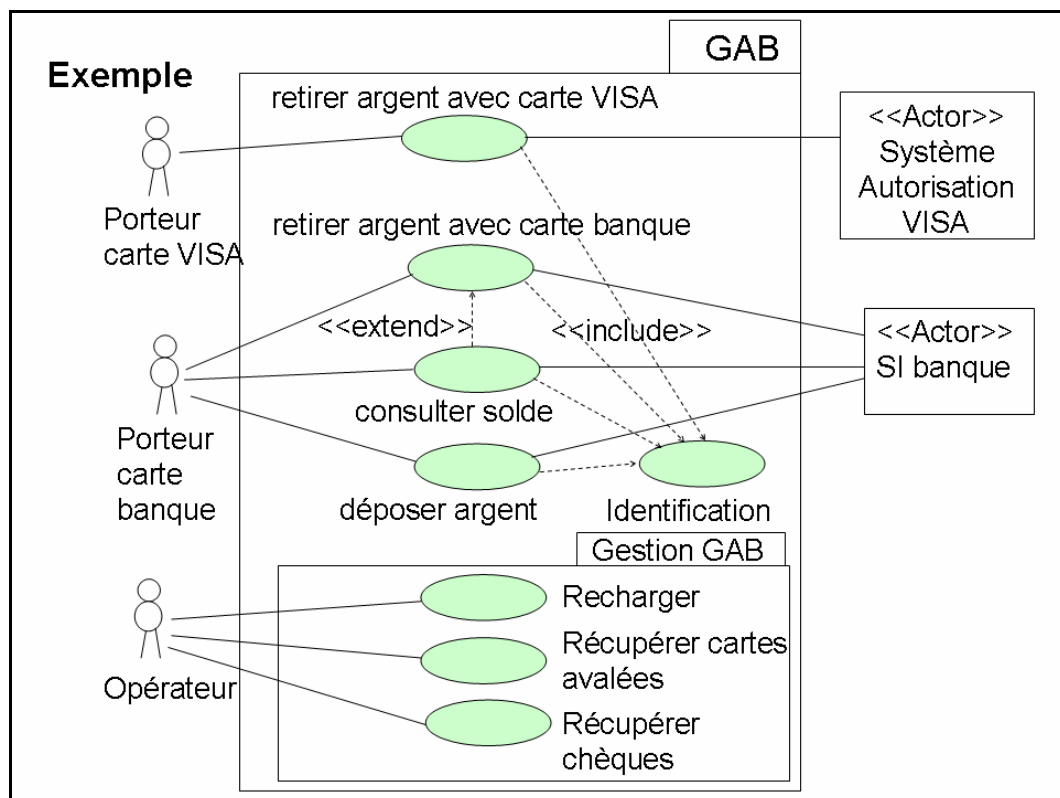 GAB
Exemple
retirer argent avec carte VISA
<<Actor>>
Système
Autorisation
VISA
Porteur
carte VISA
retirer argent avec carte banque
<<extend>>
<<include>>
<<Actor>>
SI banque
consulter solde
Porteur
carte
banque
déposer argent
Identification
Gestion GAB
Recharger
Récupérer cartes
avalées
Opérateur
Récupérer
chèques